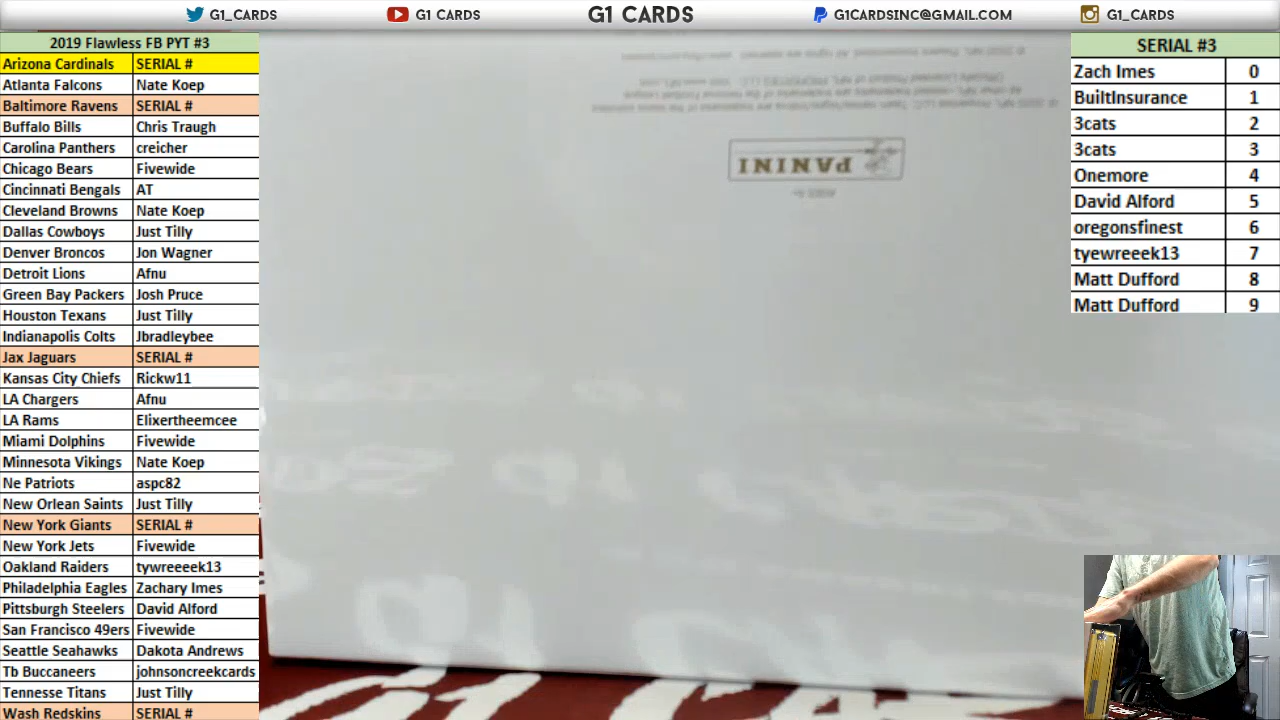 G1_CARDS
G1 CARDS
G1 CARDS
G1CARDSINC@GMAIL.COM
G1_CARDS
2019 Flawless FB PYT #3
Arizona Cardinals SERIAL #
Atlanta Falcons Nate Koep
Baltimore Ravens SERIAL #
Buffalo Bills Chris Traugh
Carolina Panthers creicher
Chicago Bears Fivewide
Cincinnati Bengals AT
Cleveland Browns Nate Koep
Dallas Cowboys Just Tilly
Denver Broncos Jon Wagner
Detroit Lions Afnu
Green Bay Packers Josh Pruce
Houston Texans Just Tilly
Indianapolis Colts Jbradleybee
Jax Jaguars SERIAL #
Kansas City Chiefs Rickw11
LA Chargers Afnu
LA Rams Elixertheemcee
Miami Dolphins Fivewide
Minnesota Vikings Nate Koep
Ne Patriots aspc82
New Orlean Saints Just Tilly
New York Giants SERIAL #
New York Jets Fivewide
Oakland Raiders tywreeeek13
Philadelphia Eagles Zachary Imes
Pittsburgh Steelers David Alford
San Francisco 49ers Fivewide
Seattle Seahawks Dakota Andrews
Tb Buccaneers johnsoncreekcards
Tennesse Titans Just Tilly
Wash Redskins SERIAL #
PANINI
SERIAL #3
Zach Imes 0
BuiltInsurance 1
3cats 2
3cats 3
Onemore 4
David Alford 5
oregonsfinest 6
tyewreeek13 7
Matt Dufford 8
Matt Dufford 9